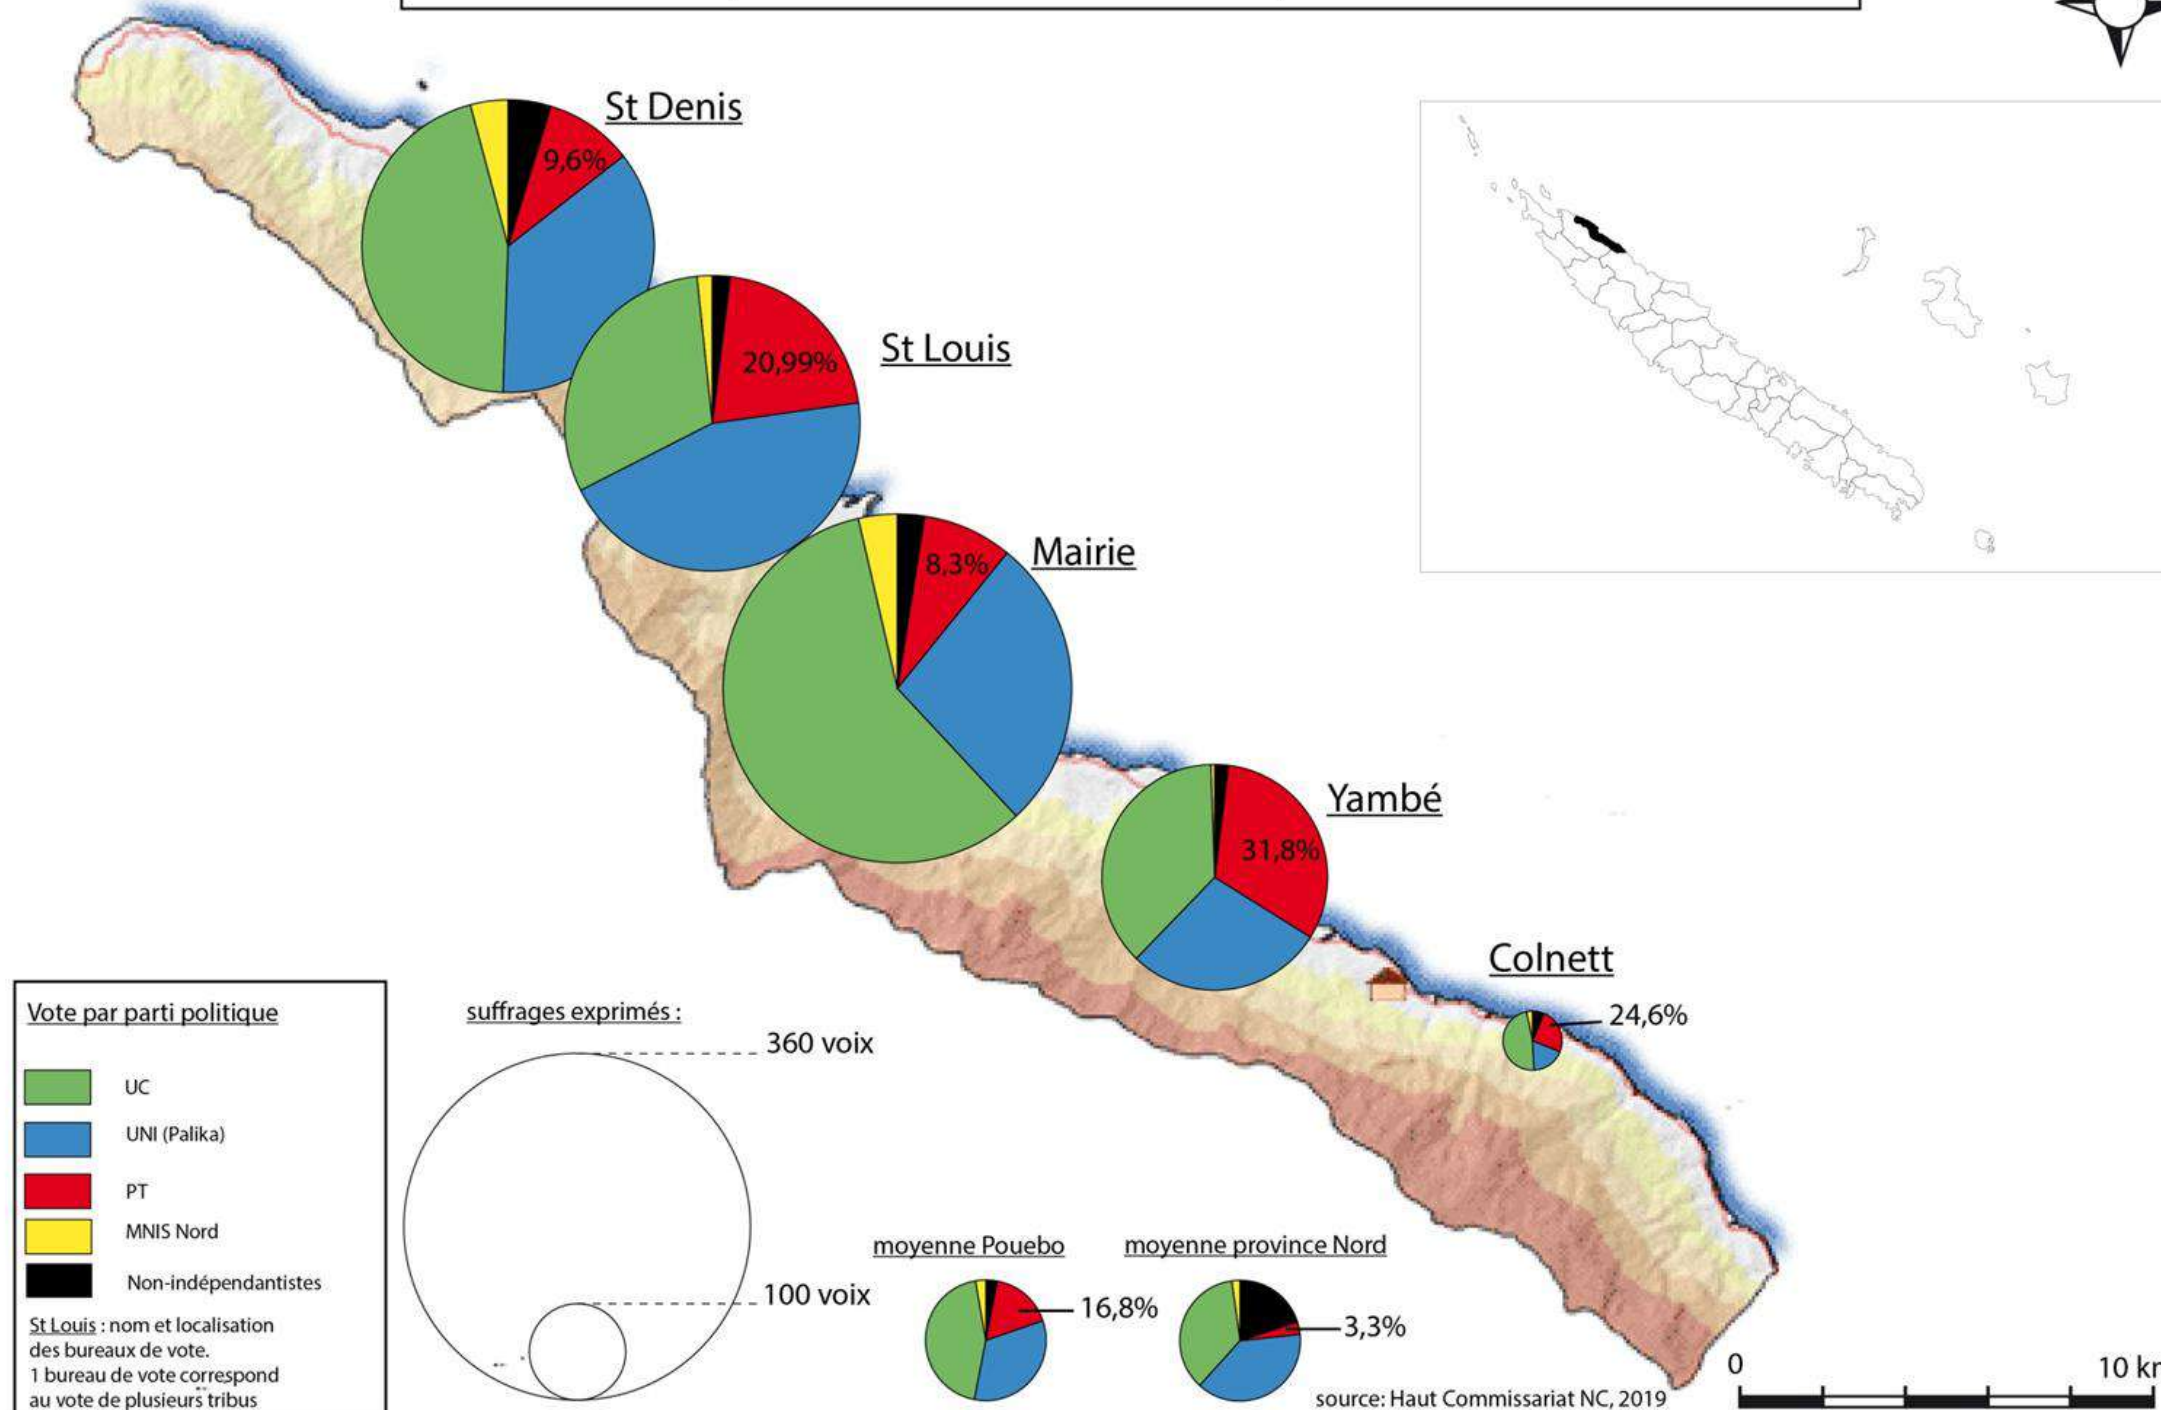 St Denis
9,6%
St Louis
20,99%
Mairie
8,3%
Yambé
31,8%
Colnett
24,6%
Vote par parti politique
UC
UNI (Palika)
PT
MNIS Nord
Non-indépendantistes
St Louis : nom et localisation
des bureaux de vote.
1 bureau de vote correspond
au vote de plusieurs tribus
suffrages exprimés :
360 voix
100 voix
moyenne Pouebo
16,8%
moyenne province Nord
3,3%
source: Haut Commissariat NC, 2019
0
10 km